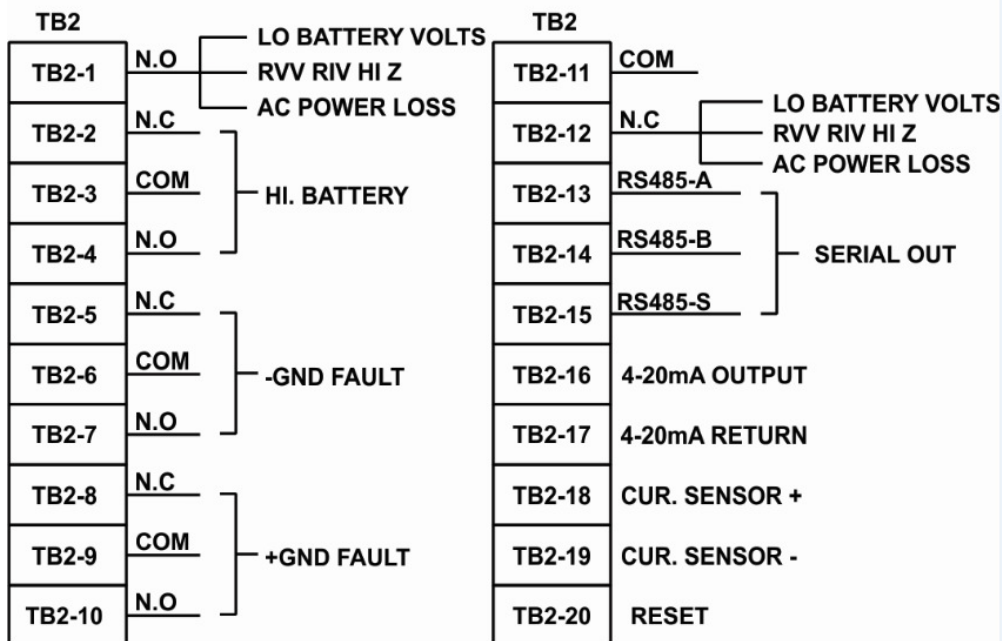 TB2
TB2-1 N.O LO BATTERY VOLTS
RVV RIV HI Z
AC POWER LOSS
TB2-2 N.C
TB2-3 COM HI. BATTERY
TB2-4 N.O
TB2-5 N.C
TB2-6 COM -GND FAULT
TB2-7 N.O
TB2-8 N.C
TB2-9 COM +GND FAULT
TB2-10 N.O
TB2
TB2-11 COM
TB2-12 N.C LO BATTERY VOLTS
RVV RIV HI Z
AC POWER LOSS
TB2-13 RS485-A
TB2-14 RS485-B SERIAL OUT
TB2-15 RS485-S
TB2-16 4-20mA OUTPUT
TB2-17 4-20mA RETURN
TB2-18 CUR. SENSOR +
TB2-19 CUR. SENSOR -
TB2-20 RESET